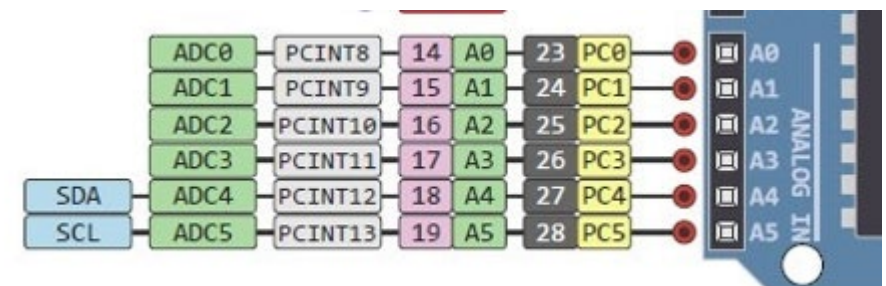 ADC0 PCINT8 14 A0 23 PC0 A0
ADC1 PCINT9 15 A1 24 PC1 A1
ADC2 PCINT10 16 A2 25 PC2 A2
ADC3 PCINT11 17 A3 26 PC3 A3
SDA ADC4 PCINT12 18 A4 27 PC4 A4
SCL ADC5 PCINT13 19 A5 28 PC5 A5
ANALOG IN